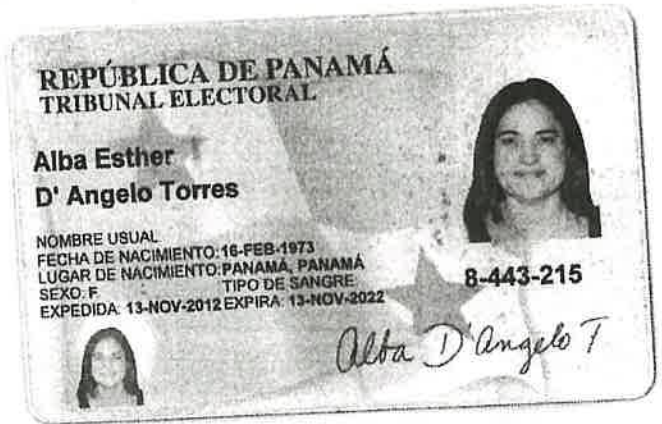 REPÚBLICA DE PANAMÁ
TRIBUNAL ELECTORAL
Alba Esther
D' Angelo Torres
NOMBRE USUAL
FECHA DE NACIMIENTO: 16-FEB-1973
LUGAR DE NACIMIENTO: PANAMÁ, PANAMÁ
SEXO: F TIPO DE SANGRE:
EXPEDIDA: 13-NOV-2012 EXPIRA: 13-NOV-2022
8-443-215
Alba D'Angelo T